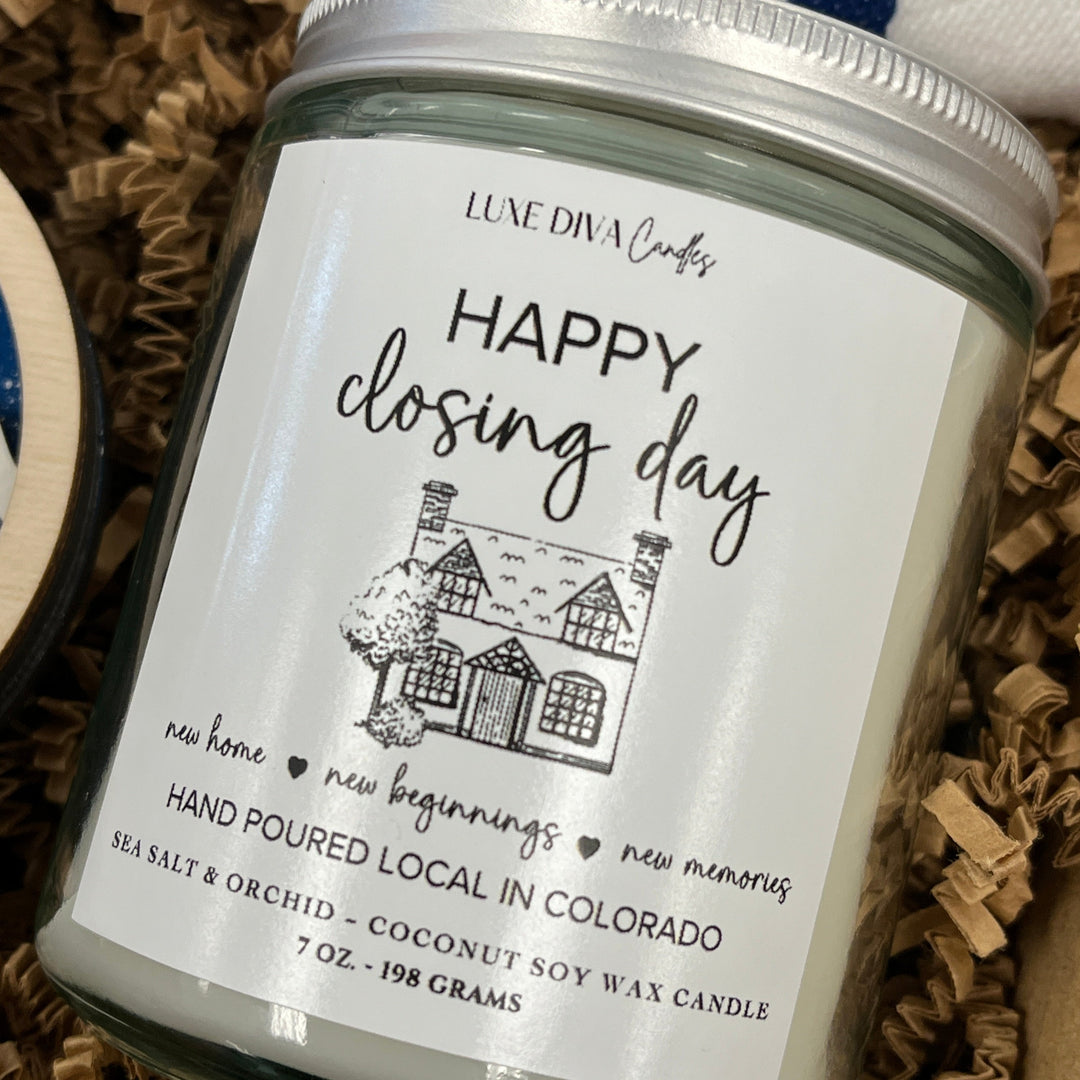 LUXE DIVA Candles
HAPPY
closing day
new home ♥ new beginnings ♥ new memories
HAND POURED LOCAL IN COLORADO
SEA SALT & ORCHID - COCONUT SOY WAX CANDLE
7 OZ. - 198 GRAMS